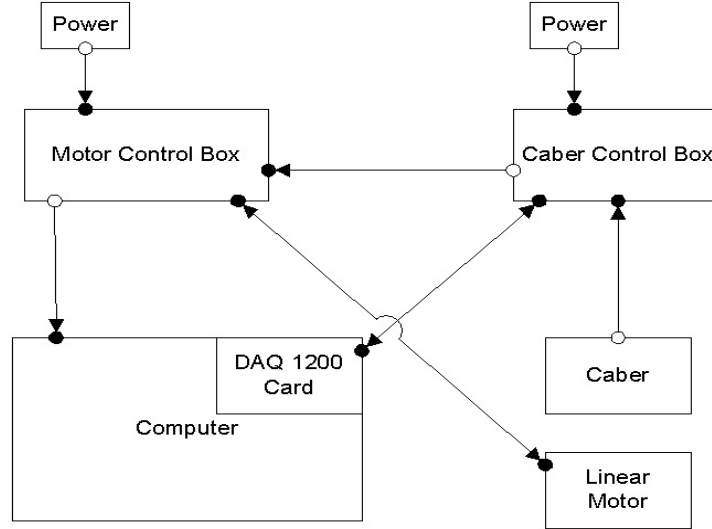 Power
Power
Motor Control Box
Caber Control Box
DAQ 1200
Card
Computer
Caber
Linear
Motor